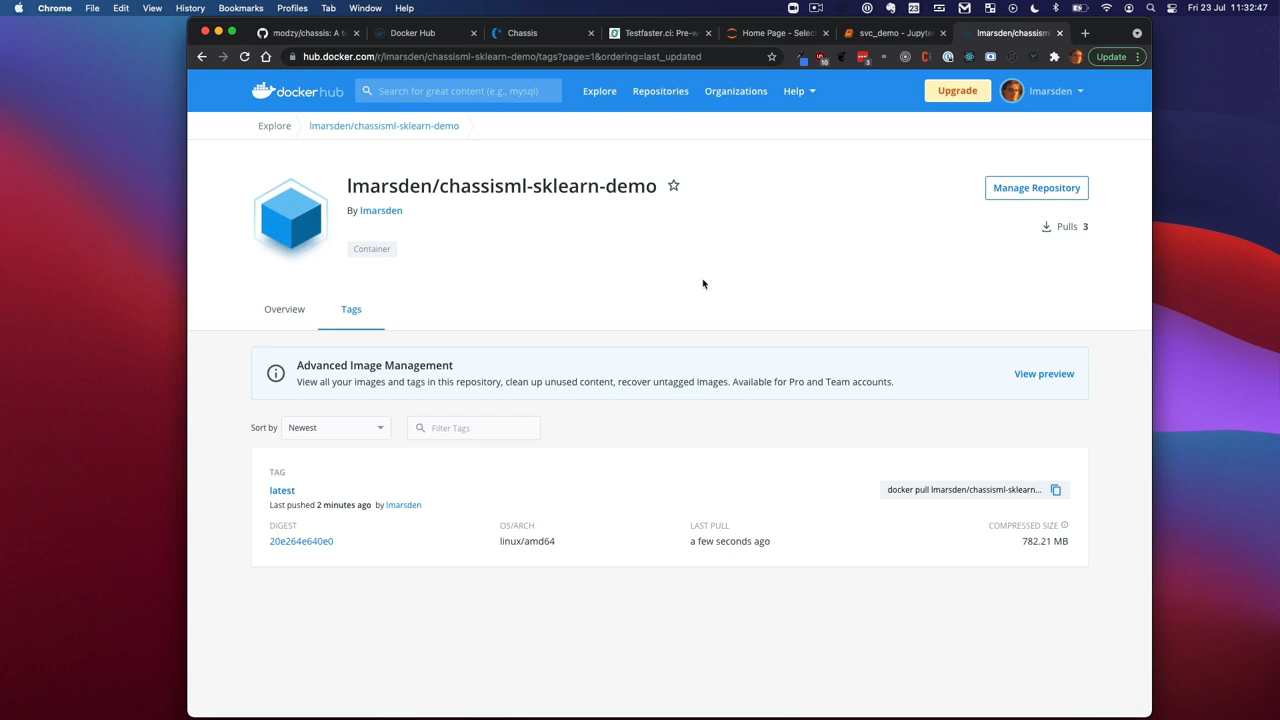 Chrome File Edit View History Bookmarks Profiles Tab Window Help 23 Fri 23 Jul 11:32:47
modzy/chassis: A t Docker Hub Chassis Testfaster.ci: Pre-w Home Page - Select svc_demo - Jupyte lmarsden/chassisml
hub.docker.com/r/lmarsden/chassisml-sklearn-demo/tags?page=1&ordering=last_updated 10 3 Update
dockerhub Search for great content (e.g., mysql) Explore Repositories Organizations Help Upgrade lmarsden
Explore lmarsden/chassisml-sklearn-demo
lmarsden/chassisml-sklearn-demo
Manage Repository
By lmarsden
Pulls 3
Container
Overview Tags
Advanced Image Management
View all your images and tags in this repository, clean up unused content, recover untagged images. Available for Pro and Team accounts.
View preview
Sort by Newest Filter Tags
TAG
latest
docker pull lmarsden/chassisml-sklearn...
Last pushed 2 minutes ago by lmarsden
DIGEST OS/ARCH LAST PULL COMPRESSED SIZE
20e264e640e0 linux/amd64 a few seconds ago 782.21 MB